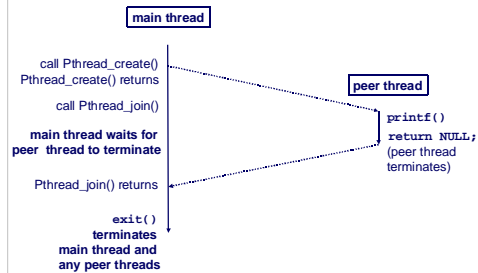 main thread
call Pthread_create()
Pthread_create() returns
peer thread
call Pthread_join()
printf()
main thread waits for
peer thread to terminate
return NULL;
(peer thread
terminates)
Pthread_join() returns
exit()
terminates
main thread and
any peer threads